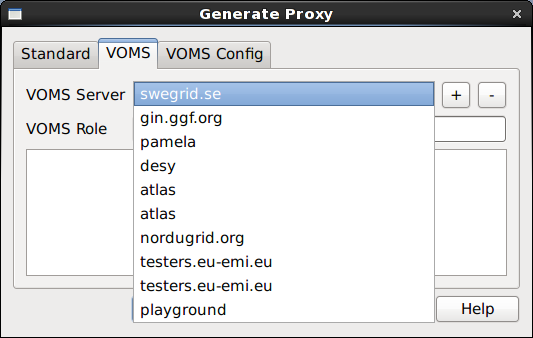 Generate Proxy
Standard VOMS VOMS Config
VOMS Server swegrid.se + -
gin.ggf.org
VOMS Role
pamela
desy
atlas
atlas
nordugrid.org
testers.eu-emi.eu
testers.eu-emi.eu
playground
Help